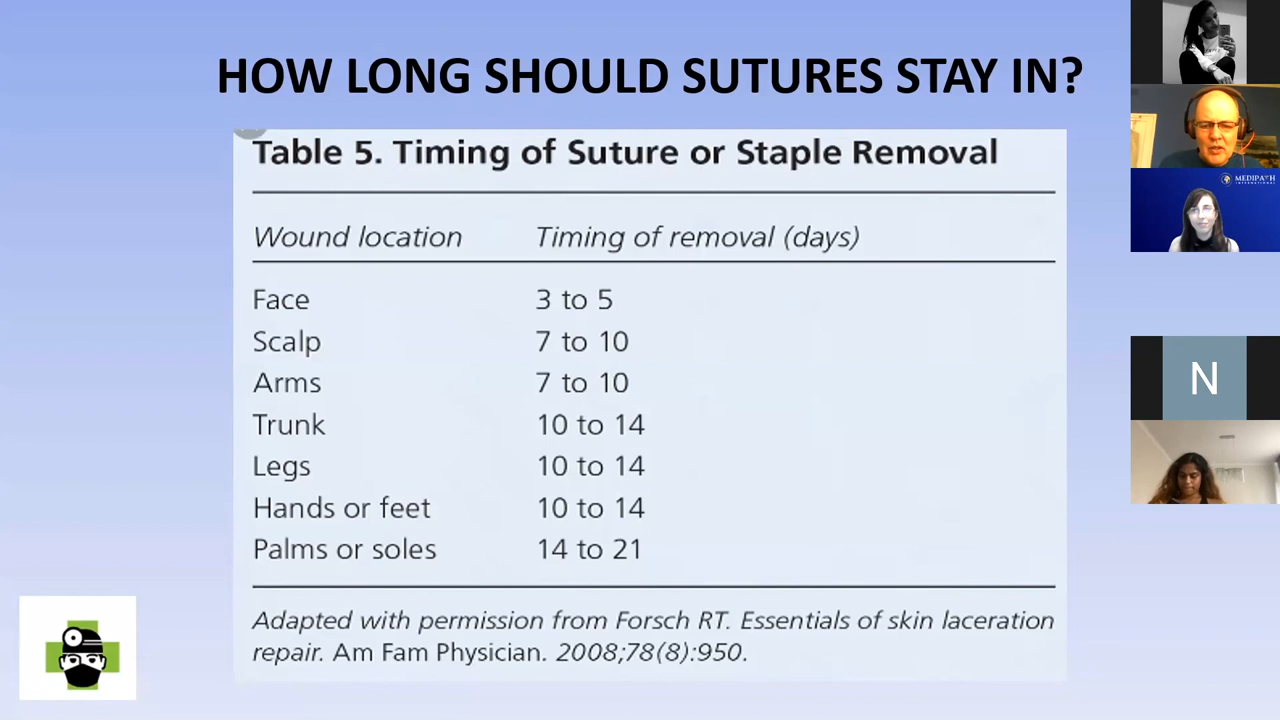 HOW LONG SHOULD SUTURES STAY IN?
Table 5. Timing of Suture or Staple Removal
Wound location Timing of removal (days)
Face 3 to 5
Scalp 7 to 10
Arms 7 to 10
Trunk 10 to 14
Legs 10 to 14
Hands or feet 10 to 14
Palms or soles 14 to 21
Adapted with permission from Forsch RT. Essentials of skin laceration
repair. Am Fam Physician. 2008;78(8):950.
MEDIPATH
INTERNATIONAL
N